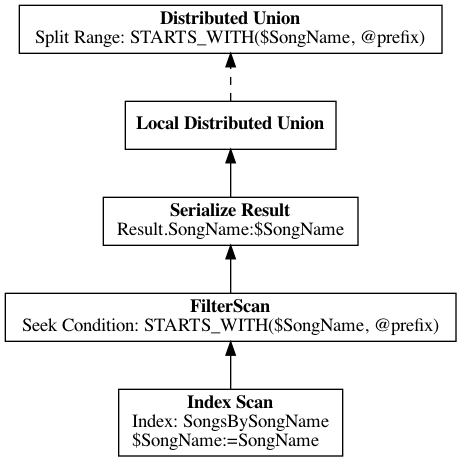 Distributed Union
Split Range: STARTS_WITH($SongName, @prefix)
Local Distributed Union
Serialize Result
Result.SongName:$SongName
FilterScan
Seek Condition: STARTS_WITH($SongName, @prefix)
Index Scan
Index: SongsBySongName
$SongName:=SongName